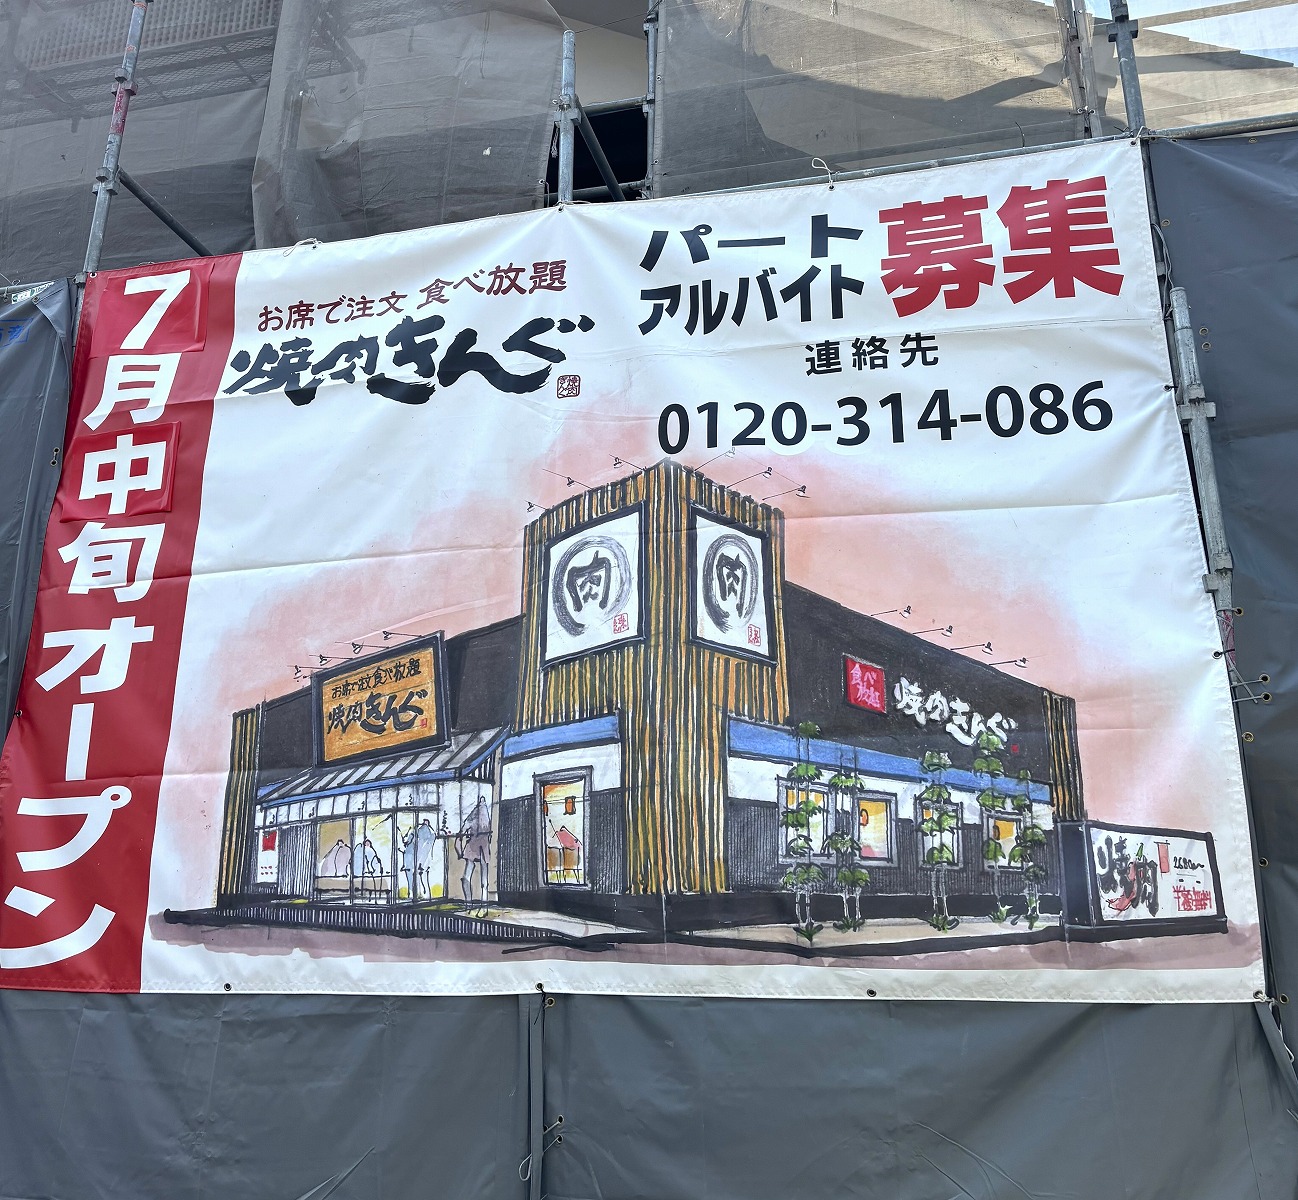 7月中旬オープン
お席で注文 食べ放題
焼肉きんぐ
パート
アルバイト
募集
連絡先
0120-314-086
肉
肉
お席で注文食べ放題
焼肉きんぐ
食べ
放題
焼肉きんぐ
焼肉